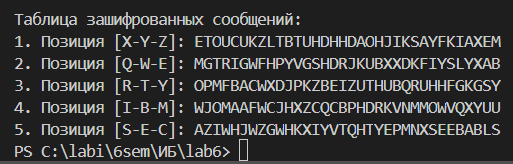 Таблица зашифрованных сообщений:
1. Позиция [X-Y-Z]: ETOUCUKZLTBTUHDHHDAOHJIKSAYFKIAXEM
2. Позиция [Q-W-E]: MGTRIGWFHPYVGSHDRJKUBXXDKFIYSLYXAB
3. Позиция [R-T-Y]: OPMFBACWXDJPKZBEIZUTHUBQRUHHFGKGSY
4. Позиция [I-B-M]: WJOMAAFWCJHXZCQCBPHDRKVNMMOWVQXYUU
5. Позиция [S-E-C]: AZIWHJWZGWHKXIYVTQHTYEPMNXSEEBABLS
PS C:\labi\6sem\ИБ\lab6>